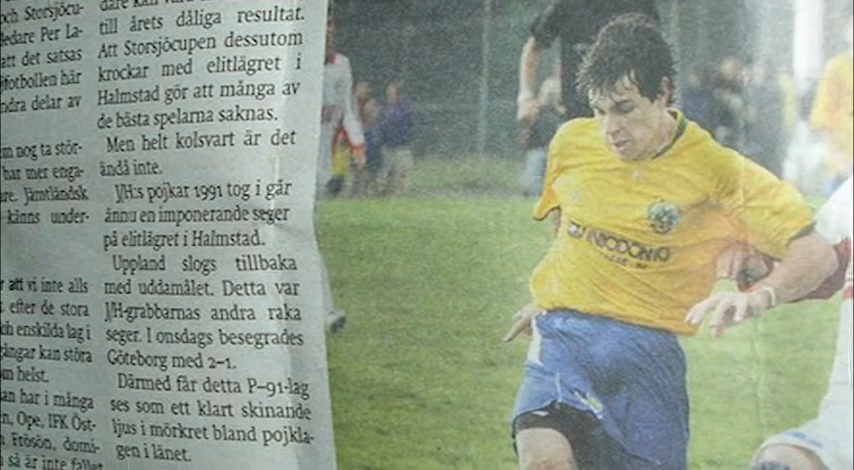 och Storsjöcu-
ledare Per La-
att det satsas
fotbollen här
ndra delar av
m nog ta stör-
har mer enga-
re. Jämtländsk
känns under-
r att vi inte alls
efter de stora
ch enskilda lag i
gångar kan störa
m helst.
an har i många
n, Ope, IFK Öst-
Frösön, domi-
så är inte fallet
till årets dåliga resultat.
Att Storsjöcupen dessutom
krockar med elitlägret i
Halmstad gör att många av
de bästa spelarna saknas.
Men helt kolsvart är det
ändå inte.
J/H:s pojkar 1991 tog i går
ännu en imponerande seger
på elitlägret i Halmstad.
Uppland slogs tillbaka
med uddamålet. Detta var
J/H-grabbarnas andra raka
seger. I onsdags besegrades
Göteborg med 2–1.
Därmed får detta P–91-lag
ses som ett klart skinande
ljus i mörkret bland pojkla-
gen i länet.